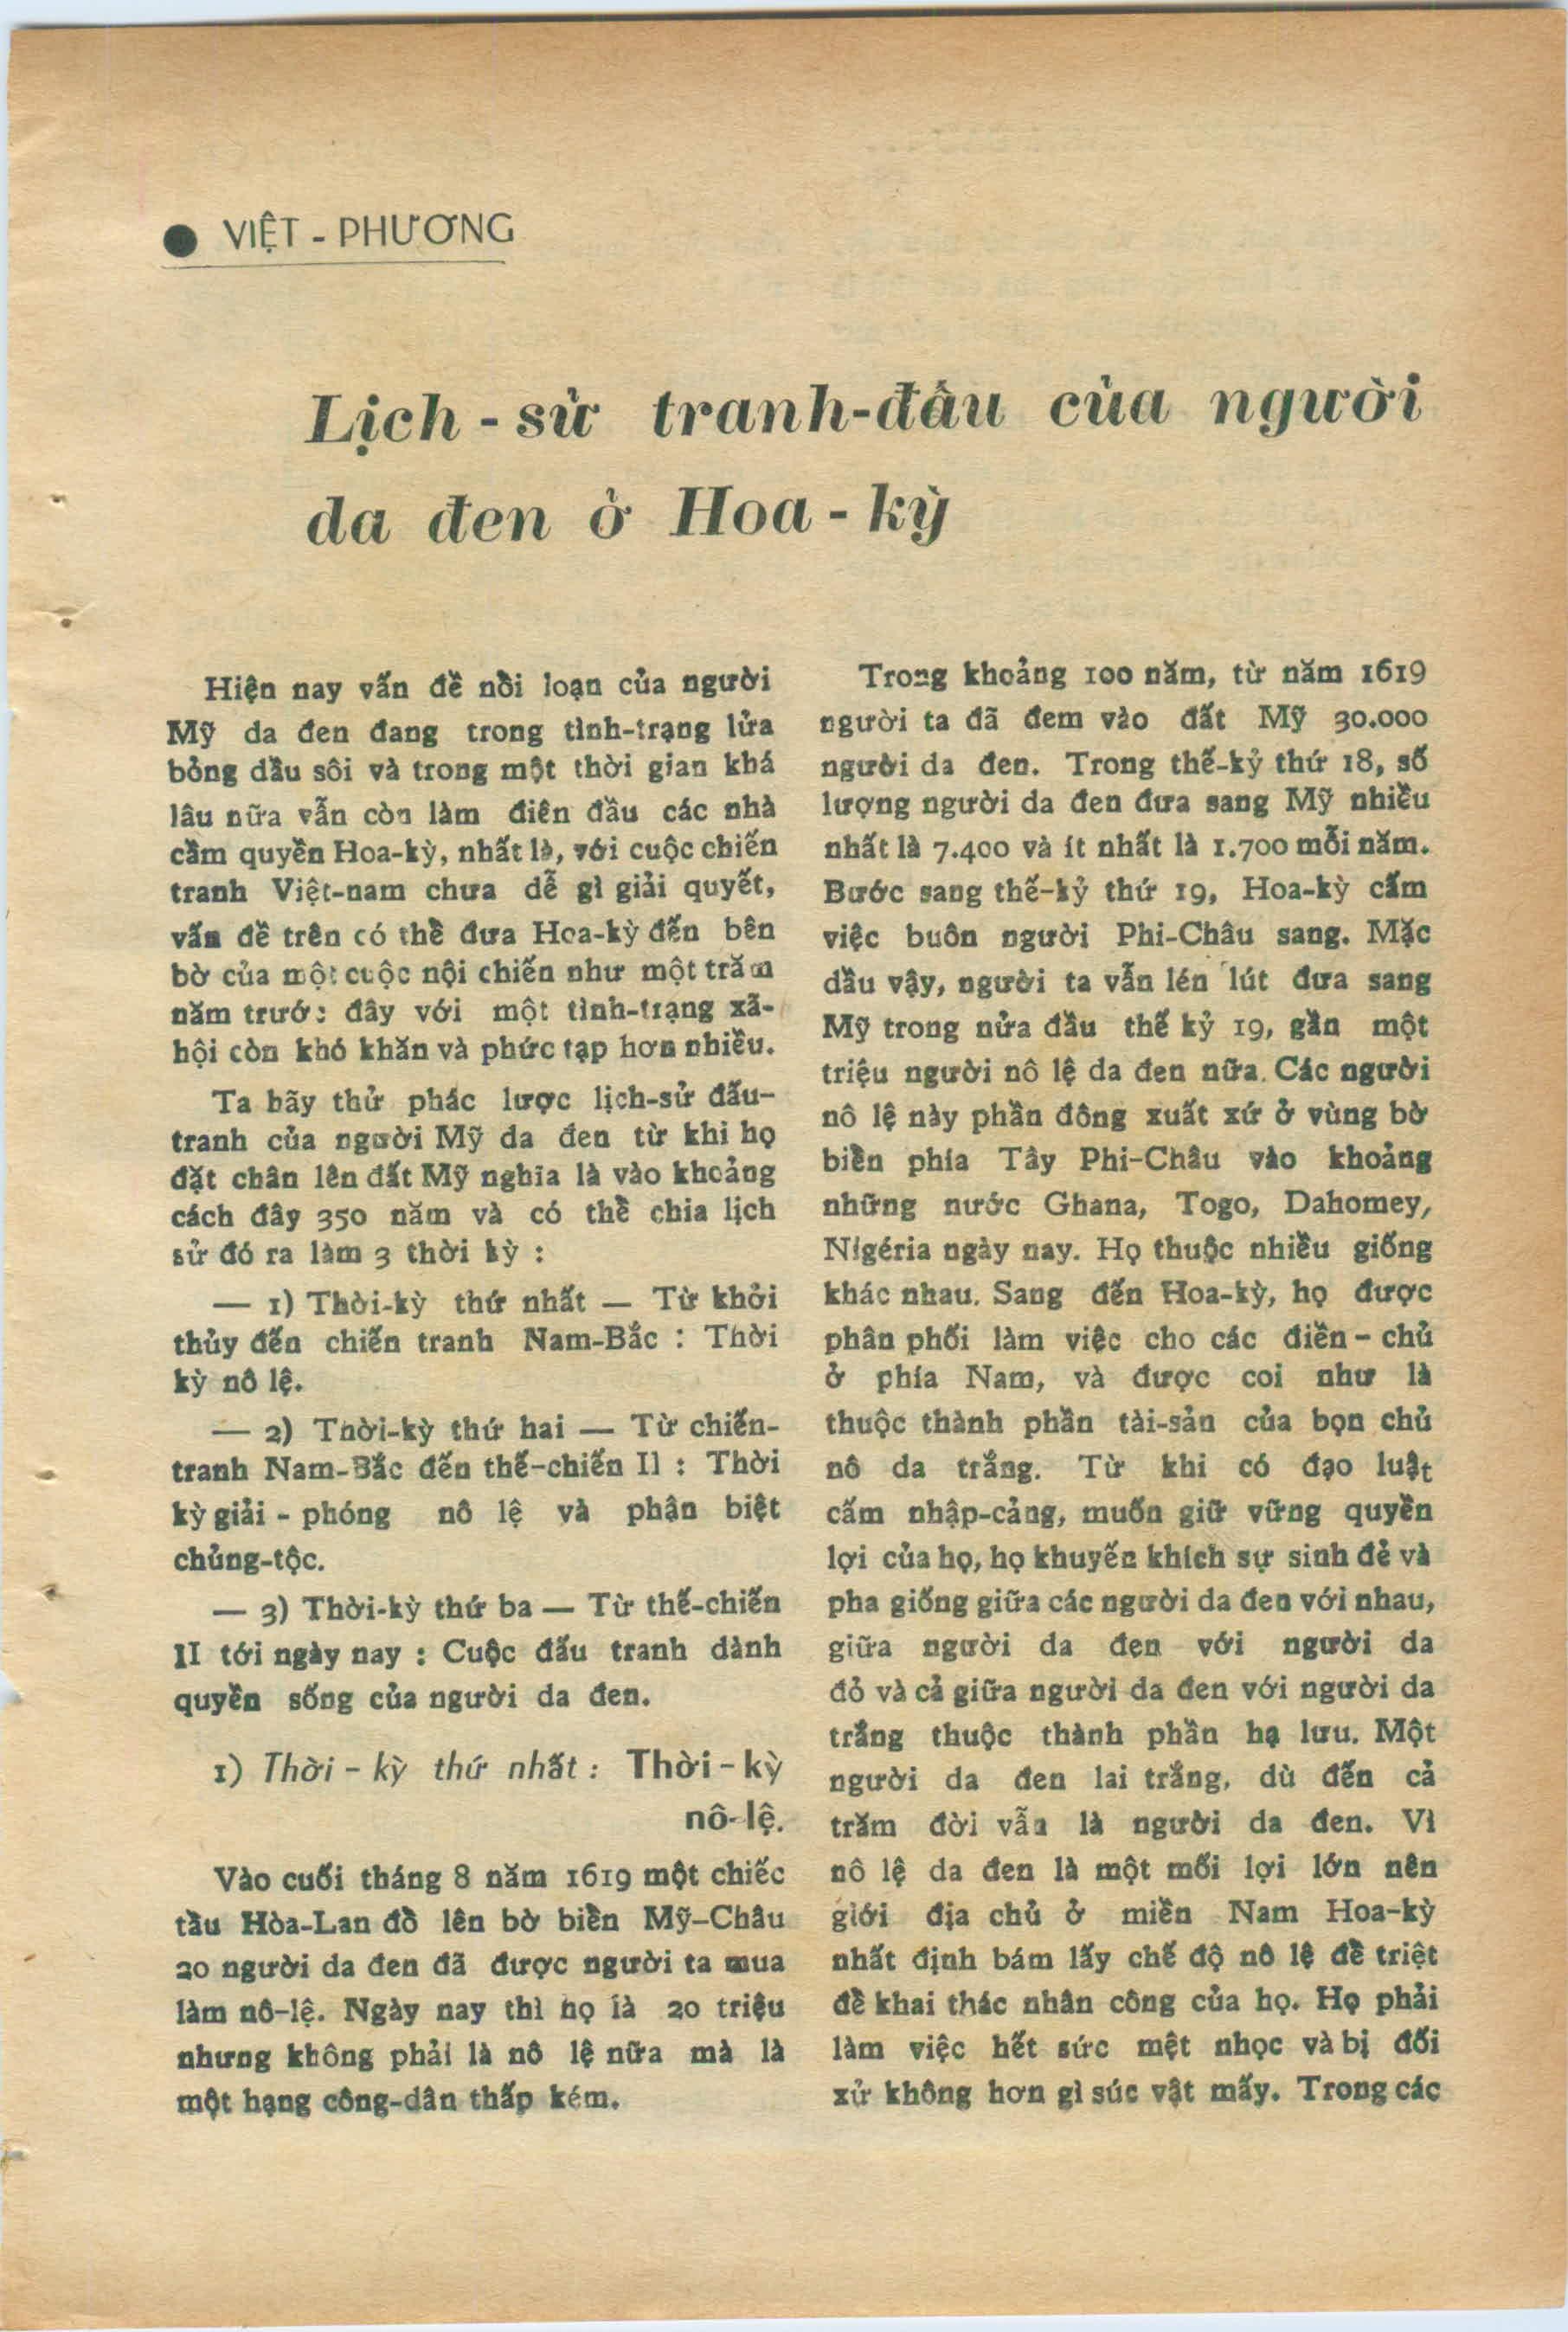 ● VIỆT - PHƯƠNG
Lịch - sử tranh-đấu của người
da đen ở Hoa - kỳ
Hiện nay vấn đề nổi loạn của người
Mỹ da đen đang trong tình-trạng lửa
bỏng dầu sôi và trong một thời gian khá
lâu nữa vẫn còn làm điên đầu các nhà
cầm quyền Hoa-kỳ, nhất là, với cuộc chiến
tranh Việt-nam chưa dễ gì giải quyết,
vấn đề trên có thể đưa Hoa-kỳ đến bên
bờ của một cuộc nội chiến như một trăm
năm trước đây với một tình-trạng xã-
hội còn khó khăn và phức tạp hơn nhiều.
Ta hãy thử phác lược lịch-sử đấu-
tranh của người Mỹ da đen từ khi họ
đặt chân lên đất Mỹ nghĩa là vào khoảng
cách đây 350 năm và có thể chia lịch
sử đó ra làm 3 thời kỳ :
— 1) Thời-kỳ thứ nhất — Từ khởi
thủy đến chiến tranh Nam-Bắc : Thời
kỳ nô lệ.
— 2) Thời-kỳ thứ hai — Từ chiến-
tranh Nam-Bắc đến thế-chiến II : Thời
kỳ giải - phóng nô lệ và phân biệt
chủng-tộc.
— 3) Thời-kỳ thứ ba — Từ thế-chiến
II tới ngày nay : Cuộc đấu tranh dành
quyền sống của người da đen.
1) Thời - kỳ thứ nhất : Thời - kỳ
nô-lệ.
Vào cuối tháng 8 năm 1619 một chiếc
tầu Hòa-Lan đổ lên bờ biển Mỹ-Châu
20 người da đen đã được người ta mua
làm nô-lệ. Ngày nay thì họ là 20 triệu
nhưng không phải là nô lệ nữa mà là
một hạng công-dân thấp kém.
Trong khoảng 100 năm, từ năm 1619
người ta đã đem vào đất Mỹ 30.000
người da đen. Trong thế-kỷ thứ 18, số
lượng người da đen đưa sang Mỹ nhiều
nhất là 7.400 và ít nhất là 1.700 mỗi năm.
Bước sang thế-kỷ thứ 19, Hoa-kỳ cấm
việc buôn người Phi-Châu sang. Mặc
dầu vậy, người ta vẫn lén lút đưa sang
Mỹ trong nửa đầu thế kỷ 19, gần một
triệu người nô lệ da đen nữa. Các người
nô lệ này phần đông xuất xứ ở vùng bờ
biển phía Tây Phi-Châu vào khoảng
những nước Ghana, Togo, Dahomey,
Nigéria ngày nay. Họ thuộc nhiều giống
khác nhau. Sang đến Hoa-kỳ, họ được
phân phối làm việc cho các điền - chủ
ở phía Nam, và được coi như là
thuộc thành phần tài-sản của bọn chủ
nô da trắng. Từ khi có đạo luật
cấm nhập-cảng, muốn giữ vững quyền
lợi của họ, họ khuyến khích sự sinh đẻ và
pha giống giữa các người da đen với nhau,
giữa người da đen với người da
đỏ và cả giữa người da đen với người da
trắng thuộc thành phần hạ lưu. Một
người da đen lai trắng, dù đến cả
trăm đời vẫn là người da đen. Vì
nô lệ da đen là một mối lợi lớn nên
giới địa chủ ở miền Nam Hoa-kỳ
nhất định bám lấy chế độ nô lệ để triệt
để khai thác nhân công của họ. Họ phải
làm việc hết sức mệt nhọc và bị đối
xử không hơn gì súc vật mấy. Trong các